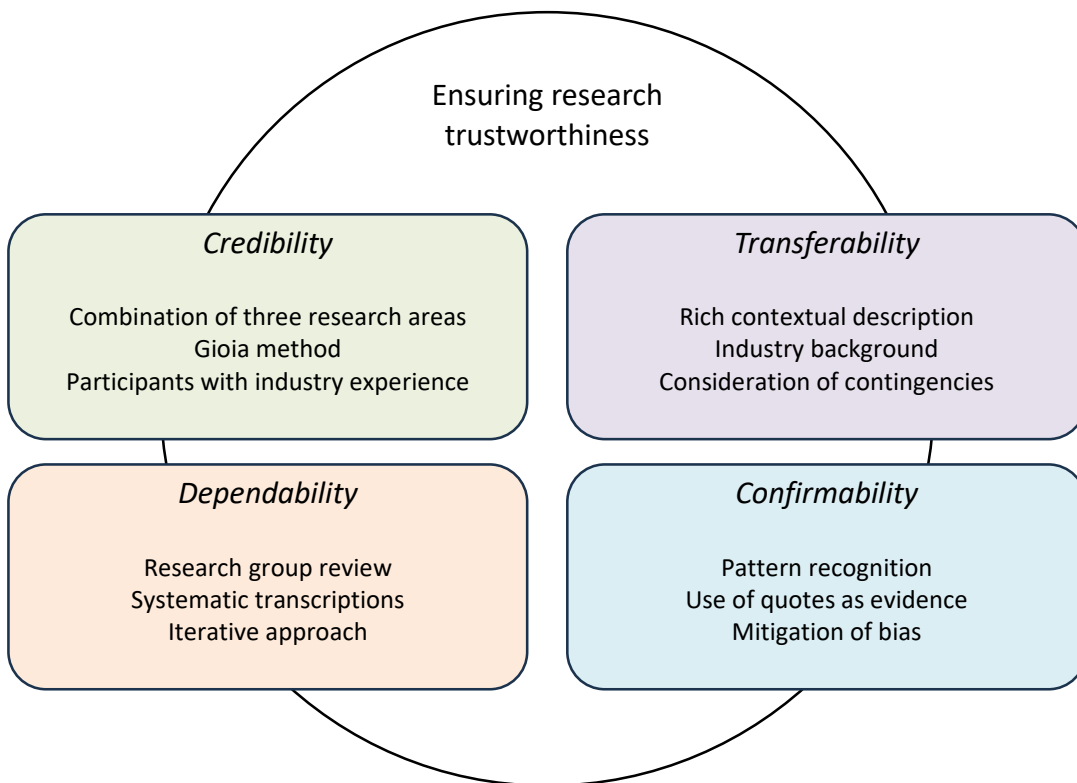 Ensuring research
trustworthiness
Credibility
Combination of three research areas
Gioia method
Participants with industry experience
Transferability
Rich contextual description
Industry background
Consideration of contingencies
Dependability
Research group review
Systematic transcriptions
Iterative approach
Confirmability
Pattern recognition
Use of quotes as evidence
Mitigation of bias